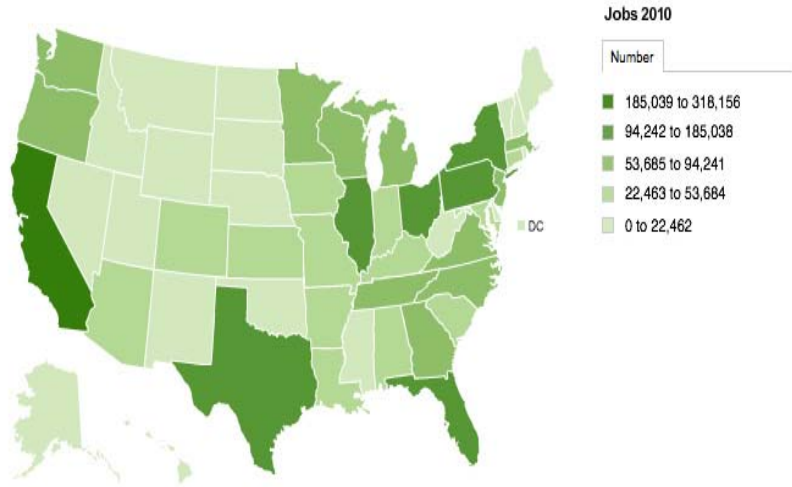 Jobs 2010
Number
185,039 to 318,156
94,242 to 185,038
53,685 to 94,241
22,463 to 53,684
0 to 22,462
DC